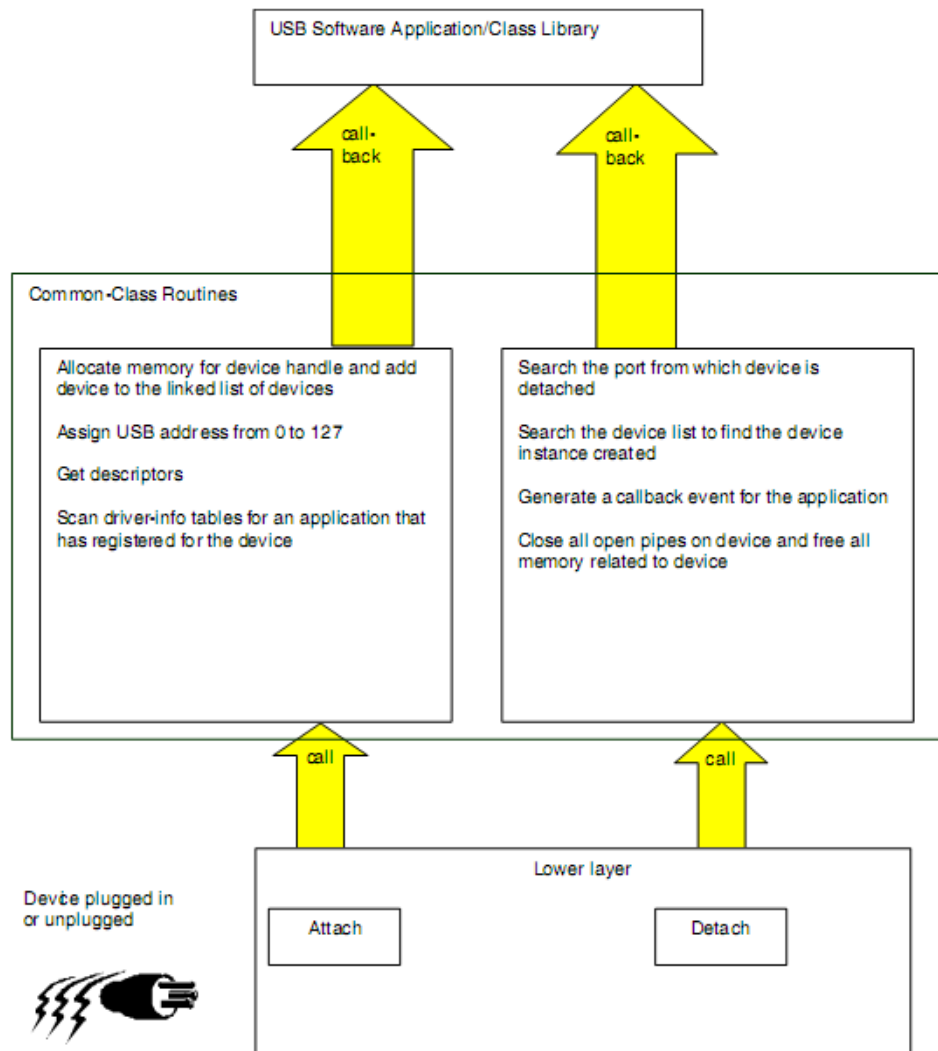 USB Software Application/Class Library
call-
back
call-
back
Common-Class Routines
Allocate memory for device handle and add
device to the linked list of devices
Assign USB address from 0 to 127
Get descriptors
Scan driver-info tables for an application that
has registered for the device
Search the port from which device is
detached
Search the device list to find the device
instance created
Generate a callback event for the application
Close all open pipes on device and free all
memory related to device
call
call
Lower layer
Device plugged in
or unplugged
Attach
Detach